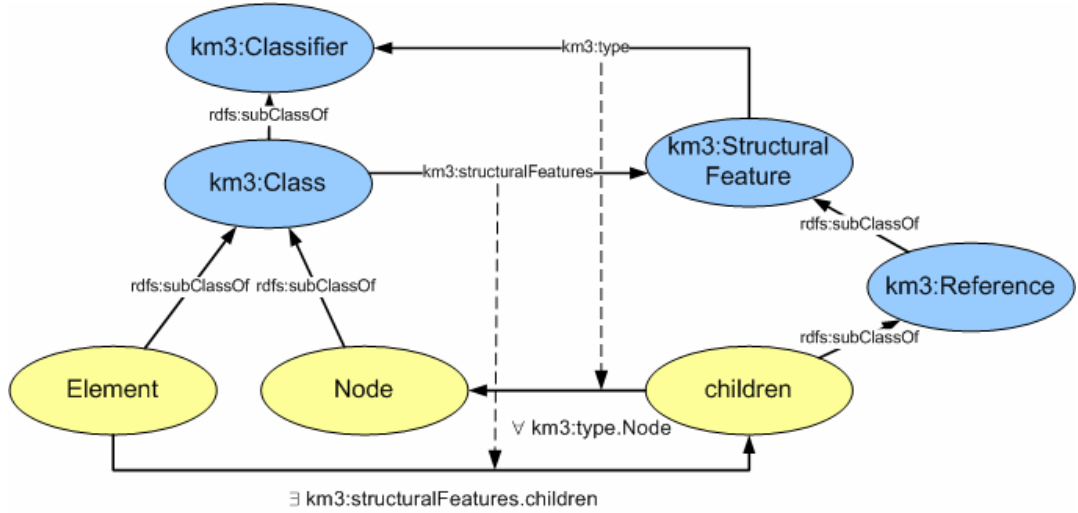 km3:Classifier
km3:type
rdfs:subClassOf
km3:Structural
Feature
km3:Class
km3:structuralFeatures
rdfs:subClassOf
rdfs:subClassOf
rdfs:subClassOf
km3:Reference
rdfs:subClassOf
Element
Node
children
∀ km3:type.Node
∃ km3:structuralFeatures.children